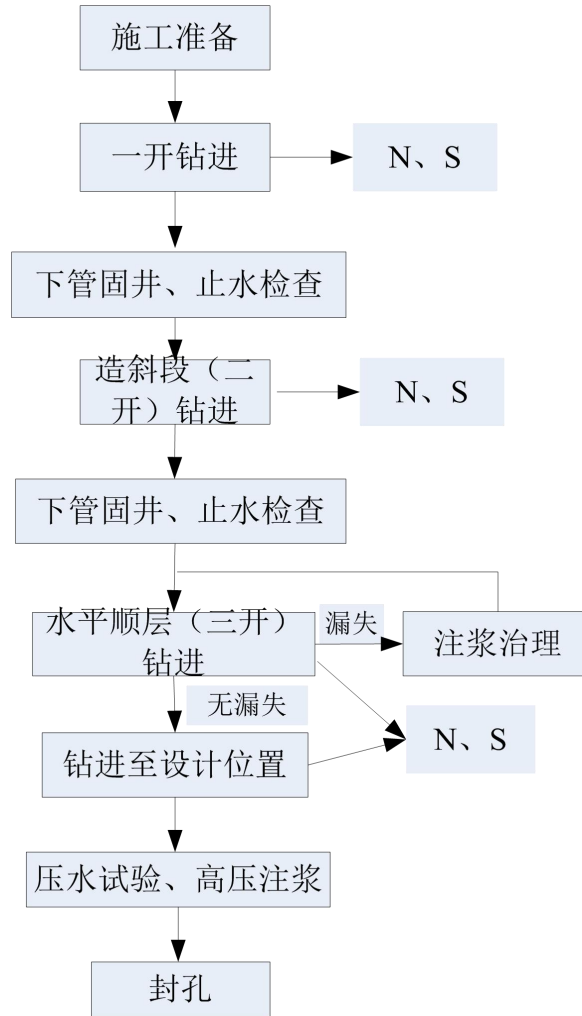 施工准备
一开钻进
N、S
下管固井、止水检查
造斜段（二
开）钻进
N、S
下管固井、止水检查
水平顺层（三开）
钻进
漏失
注浆治理
无漏失
N、S
钻进至设计位置
压水试验、高压注浆
封孔